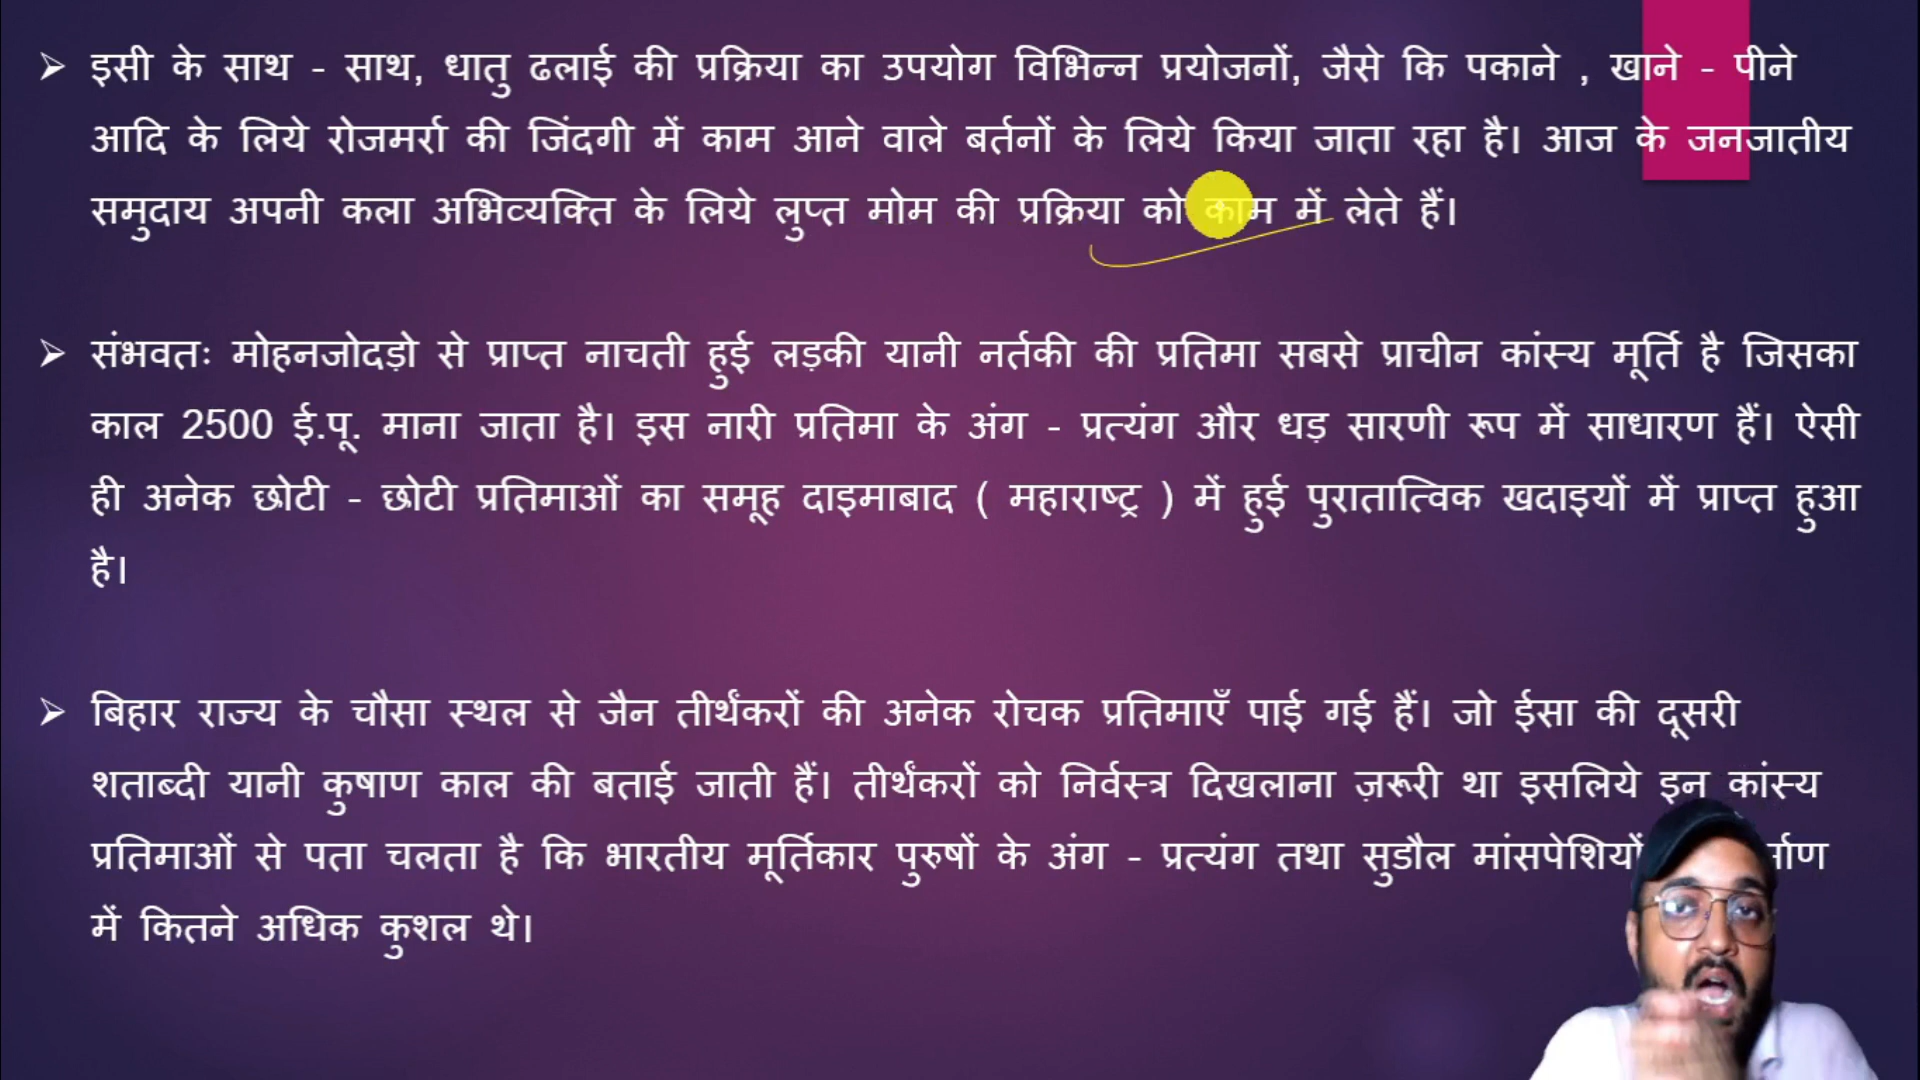 इसी के साथ - साथ, धातु ढलाई की प्रक्रिया का उपयोग विभिन्न प्रयोजनों, जैसे कि पकाने , खाने - पीने
आदि के लिये रोजमर्रा की जिंदगी में काम आने वाले बर्तनों के लिये किया जाता रहा है। आज के जनजातीय
समुदाय अपनी कला अभिव्यक्ति के लिये लुप्त मोम की प्रक्रिया को काम में लेते हैं।
संभवतः मोहनजोदड़ो से प्राप्त नाचती हुई लड़की यानी नर्तकी की प्रतिमा सबसे प्राचीन कांस्य मूर्ति है जिसका
काल 2500 ई.पू. माना जाता है। इस नारी प्रतिमा के अंग - प्रत्यंग और धड़ सारणी रूप में साधारण हैं। ऐसी
ही अनेक छोटी - छोटी प्रतिमाओं का समूह दाइमाबाद ( महाराष्ट्र ) में हुई पुरातात्विक खदाइयों में प्राप्त हुआ
है।
बिहार राज्य के चौसा स्थल से जैन तीर्थंकरों की अनेक रोचक प्रतिमाएँ पाई गई हैं। जो ईसा की दूसरी
शताब्दी यानी कुषाण काल की बताई जाती हैं। तीर्थंकरों को निर्वस्त्र दिखलाना ज़रूरी था इसलिये इन कांस्य
प्रतिमाओं से पता चलता है कि भारतीय मूर्तिकार पुरुषों के अंग - प्रत्यंग तथा सुडौल मांसपेशियों
में कितने अधिक कुशल थे।